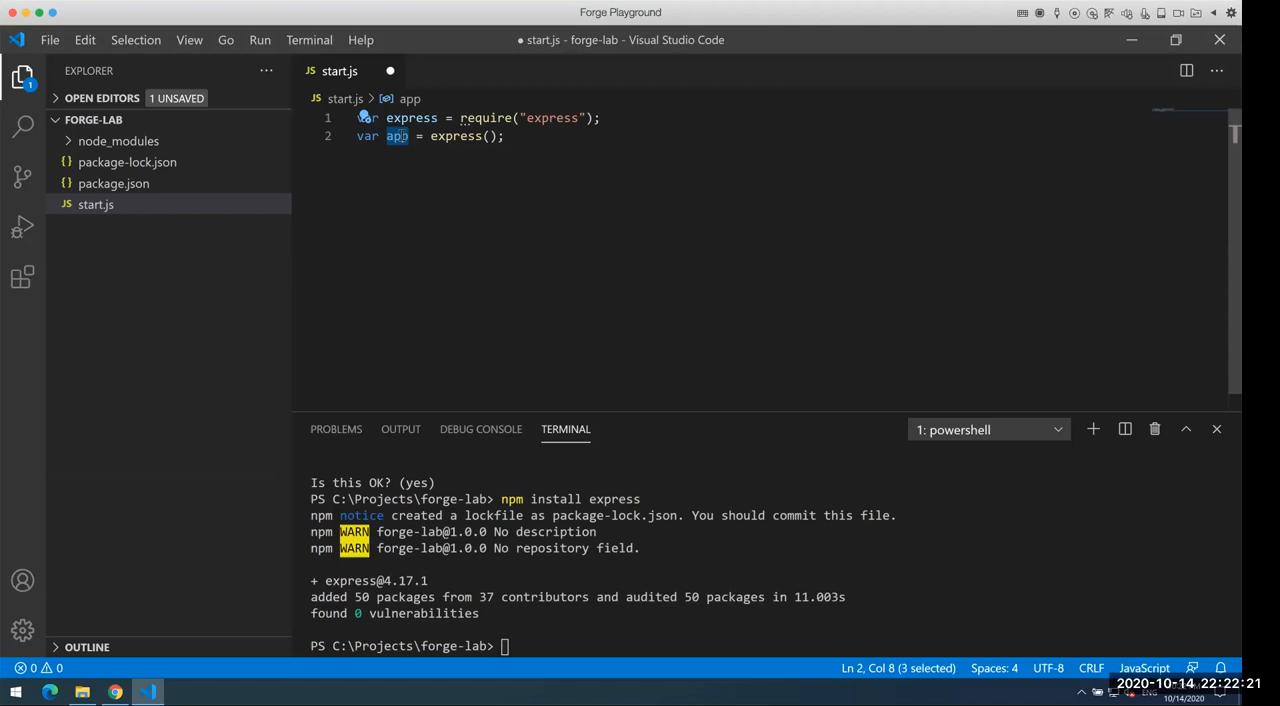 Forge Playground
File Edit Selection View Go Run Terminal Help
● start.js - forge-lab - Visual Studio Code
EXPLORER
OPEN EDITORS 1 UNSAVED
FORGE-LAB
node_modules
{} package-lock.json
{} package.json
JS start.js
OUTLINE
1
JS start.js
JS start.js > app
1 var express = require("express");
2 var app = express();
PROBLEMS OUTPUT DEBUG CONSOLE TERMINAL
1: powershell
Is this OK? (yes)
PS C:\Projects\forge-lab> npm install express
npm notice created a lockfile as package-lock.json. You should commit this file.
npm WARN forge-lab@1.0.0 No description
npm WARN forge-lab@1.0.0 No repository field.
+ express@4.17.1
added 50 packages from 37 contributors and audited 50 packages in 11.003s
found 0 vulnerabilities
PS C:\Projects\forge-lab>
0 0
Ln 2, Col 8 (3 selected) Spaces: 4 UTF-8 CRLF JavaScript
2020-10-14 22:22:21
ENG
10/14/2020